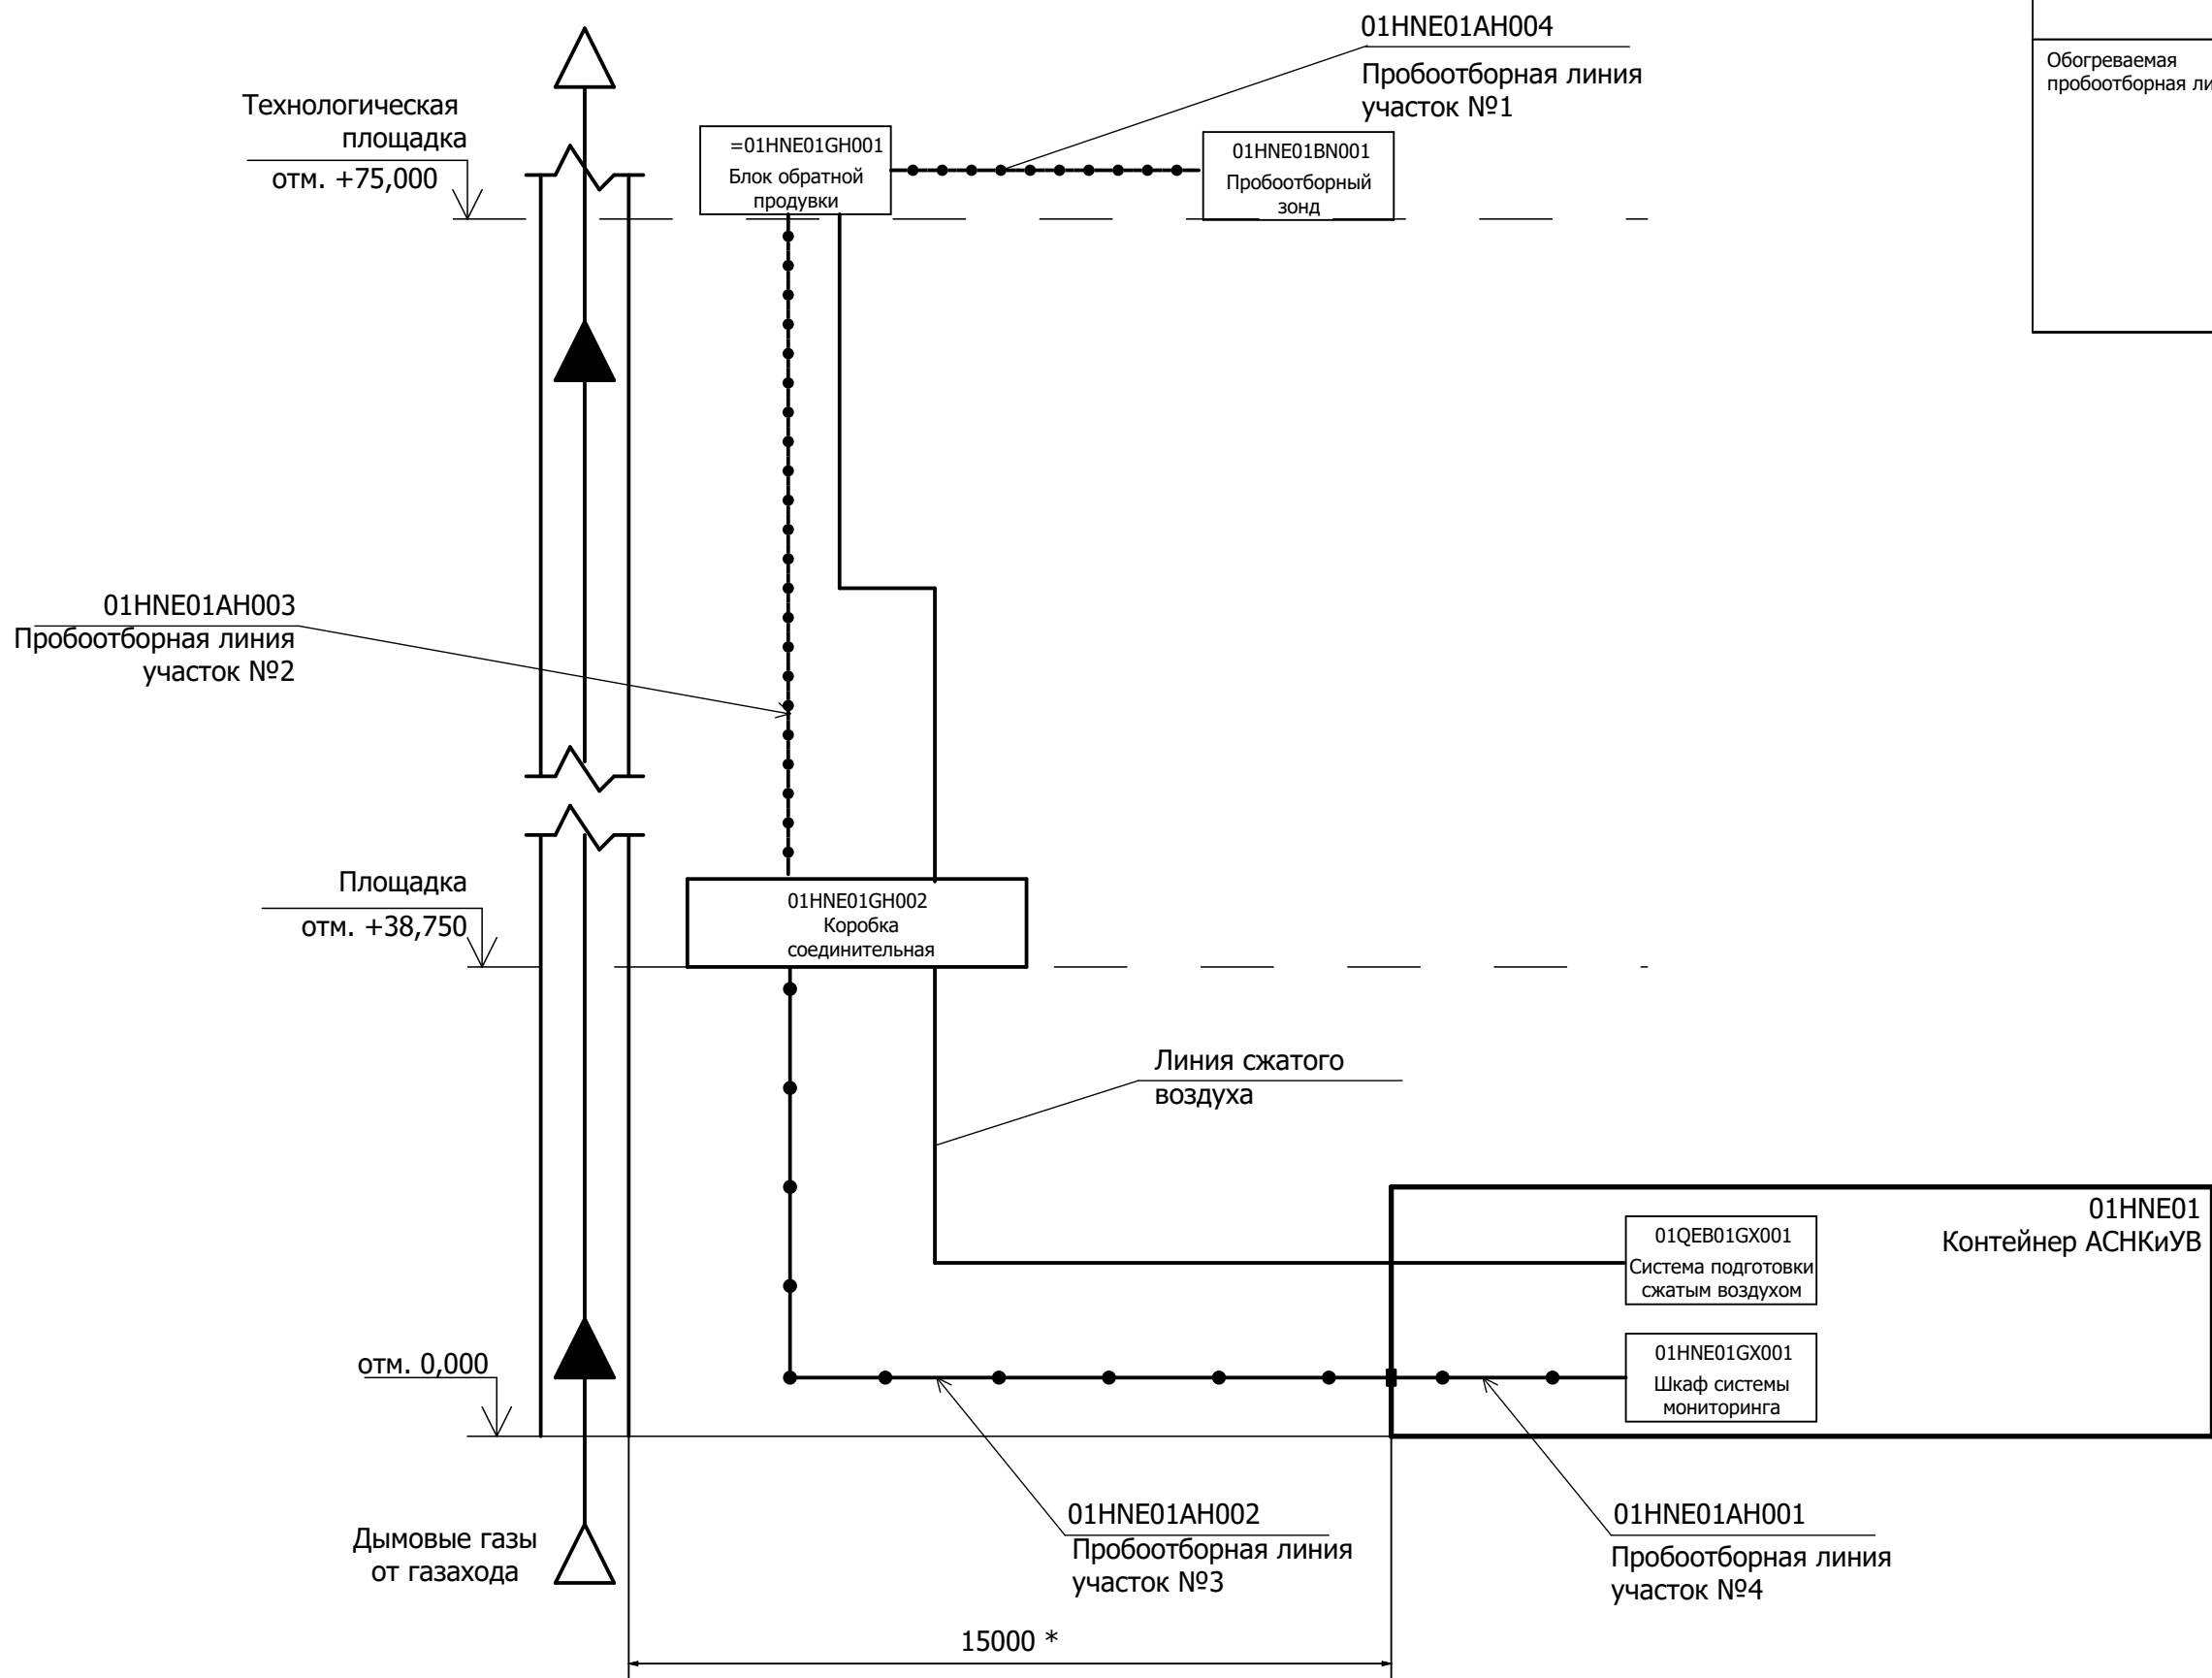 01HNE01AH004
Пробоотборная линия
участок №1
Обогреваемая
пробоотборная
Технологическая
площадка
отм. +75,000
=01HNE01GH001
Блок обратной
продувки
01HNE01BN001
Пробоотборный
зонд
01HNE01AH003
Пробоотборная линия
участок №2
Площадка
отм. +38,750
01HNE01GH002
Коробка
соединительная
Линия сжатого
воздуха
01HNE01
Контейнер АСНКиУВ
01QEB01GX001
Система подготовки
сжатым воздухом
01HNE01GX001
Шкаф системы
мониторинга
отм. 0,000
01HNE01AH002
Пробоотборная линия
участок №3
01HNE01AH001
Пробоотборная линия
участок №4
Дымовые газы
от газахода
15000 *